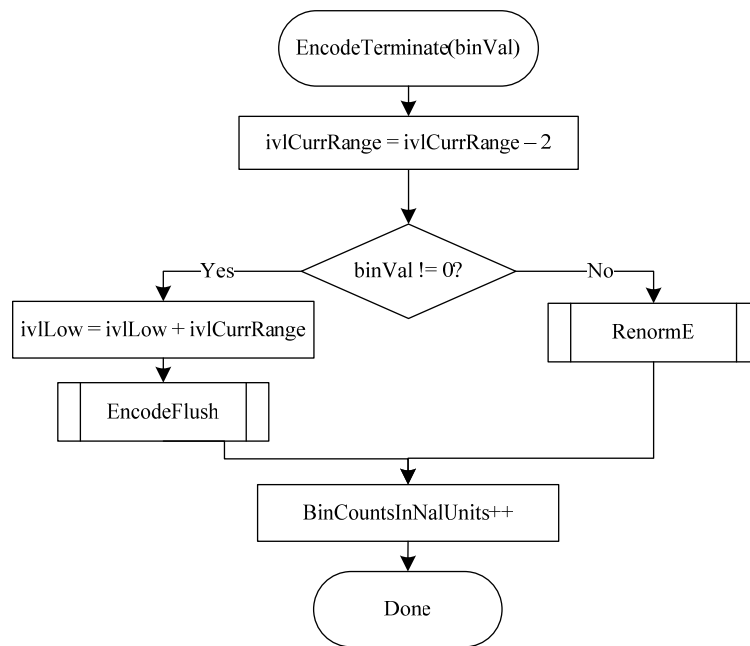 EncodeTerminate(binVal)
ivlCurrRange = ivlCurrRange – 2
binVal != 0?
Yes
No
ivlLow = ivlLow + ivlCurrRange
RenormE
EncodeFlush
BinCountsInNalUnits++
Done